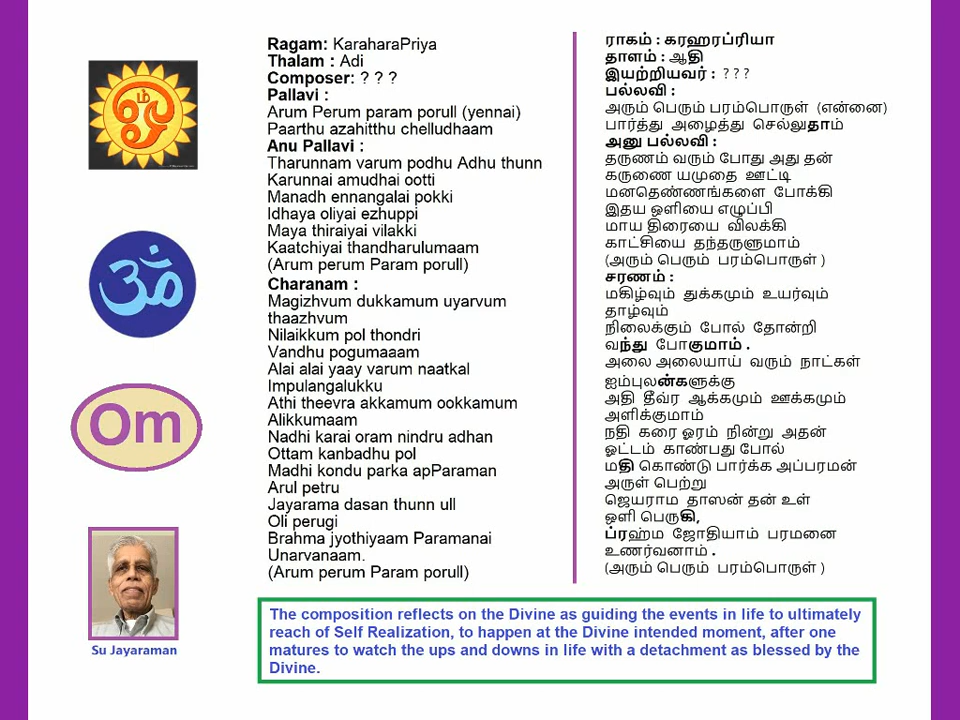 ஓம்
ॐ
Om
Su Jayaraman
Ragam: KaraharaPriya
Thalam : Adi
Composer: ? ? ?
Pallavi :
Arum Perum param porull (yennai)
Paarthu azahitthu chelludhaam
Anu Pallavi :
Tharunnam varum podhu Adhu thunn
Karunnai amudhai ootti
Manadh ennangalai pokki
Idhaya oliyai ezhuppi
Maya thiraiyai vilakki
Kaatchiyai thandharulumaam
(Arum perum Param porull)
Charanam :
Magizhvum dukkamum uyarvum
thaazhvum
Nilaikkum pol thondri
Vandhu pogumaaam
Alai alai yaay varum naatkal
Impulangalukku
Athi theevra akkamum ookkamum
Alikkumaam
Nadhi karai oram nindru adhan
Ottam kanbadhu pol
Madhi kondu parka apParaman
Arul petru
Jayarama dasan thunn ull
Oli perugi
Brahma jyothiyaam Paramanai
Unarvanaam.
(Arum perum Param porull)
ராகம் : கரஹரப்ரியா
தாளம் : ஆதி
இயற்றியவர் : ? ? ?
பல்லவி :
அரும் பெரும் பரம்பொருள் (என்னை)
பார்த்து அழைத்து செல்லுதாம்
அனு பல்லவி :
தருணம் வரும் போது அது தன்
கருணை யமுதை ஊட்டி
மனதெண்ணங்களை போக்கி
இதய ஒளியை எழுப்பி
மாய திரையை விலக்கி
காட்சியை தந்தருளுமாம்
(அரும் பெரும் பரம்பொருள் )
சரணம் :
மகிழ்வும் துக்கமும் உயர்வும்
தாழ்வும்
நிலைக்கும் போல் தோன்றி
வந்து போகுமாம் .
அலை அலையாய் வரும் நாட்கள்
ஐம்புலன்களுக்கு
அதி தீவ்ர ஆக்கமும் ஊக்கமும்
அளிக்குமாம்
நதி கரை ஓரம் நின்று அதன்
ஓட்டம் காண்பது போல்
மதி கொண்டு பார்க்க அப்பரமன்
அருள் பெற்று
ஜெயராம தாஸன் தன் உள்
ஒளி பெருகி,
ப்ரஹ்ம ஜோதியாம் பரமனை
உணர்வனாம் .
(அரும் பெரும் பரம்பொருள் )
The composition reflects on the Divine as guiding the events in life to ultimately
reach of Self Realization, to happen at the Divine intended moment, after one
matures to watch the ups and downs in life with a detachment as blessed by the
Divine.